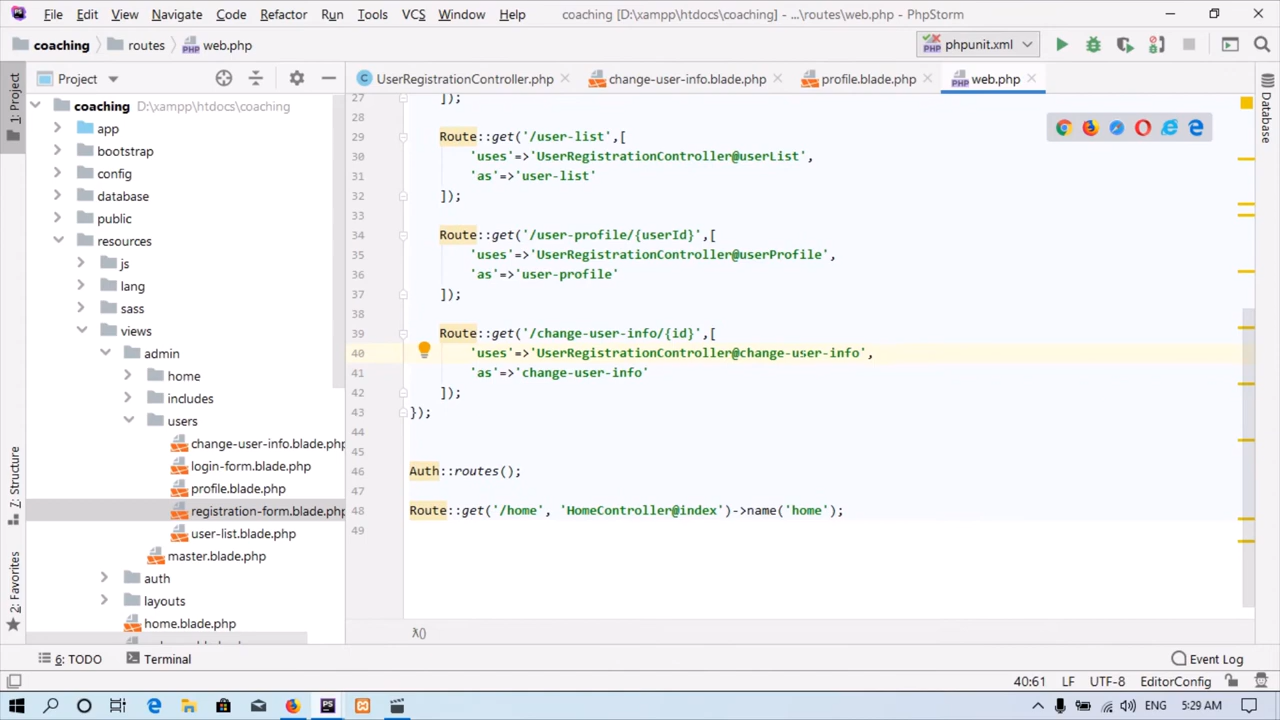 File Edit View Navigate Code Refactor Run Tools VCS Window Help coaching [D:\xampp\htdocs\coaching] - ...\routes\web.php - PhpStorm
coaching routes web.php phpunit.xml
1: Project
7: Structure
2: Favorites
Database
Project
UserRegistrationController.php change-user-info.blade.php profile.blade.php web.php
coaching D:\xampp\htdocs\coaching
app
bootstrap
config
database
public
resources
js
lang
sass
views
admin
home
includes
users
change-user-info.blade.php
login-form.blade.php
profile.blade.php
registration-form.blade.php
user-list.blade.php
master.blade.php
auth
layouts
home.blade.php
27 ]);
28
29 Route::get('/user-list',[
30 'uses'=>'UserRegistrationController@userList',
31 'as'=>'user-list'
32 ]);
33
34 Route::get('/user-profile/{userId}',[
35 'uses'=>'UserRegistrationController@userProfile',
36 'as'=>'user-profile'
37 ]);
38
39 Route::get('/change-user-info/{id}',[
40 'uses'=>'UserRegistrationController@change-user-info',
41 'as'=>'change-user-info'
42 ]);
43 });
44
45
46 Auth::routes();
47
48 Route::get('/home', 'HomeController@index')->name('home');
49
λ()
6: TODO Terminal Event Log
40:61 LF UTF-8 EditorConfig
ENG 5:29 AM